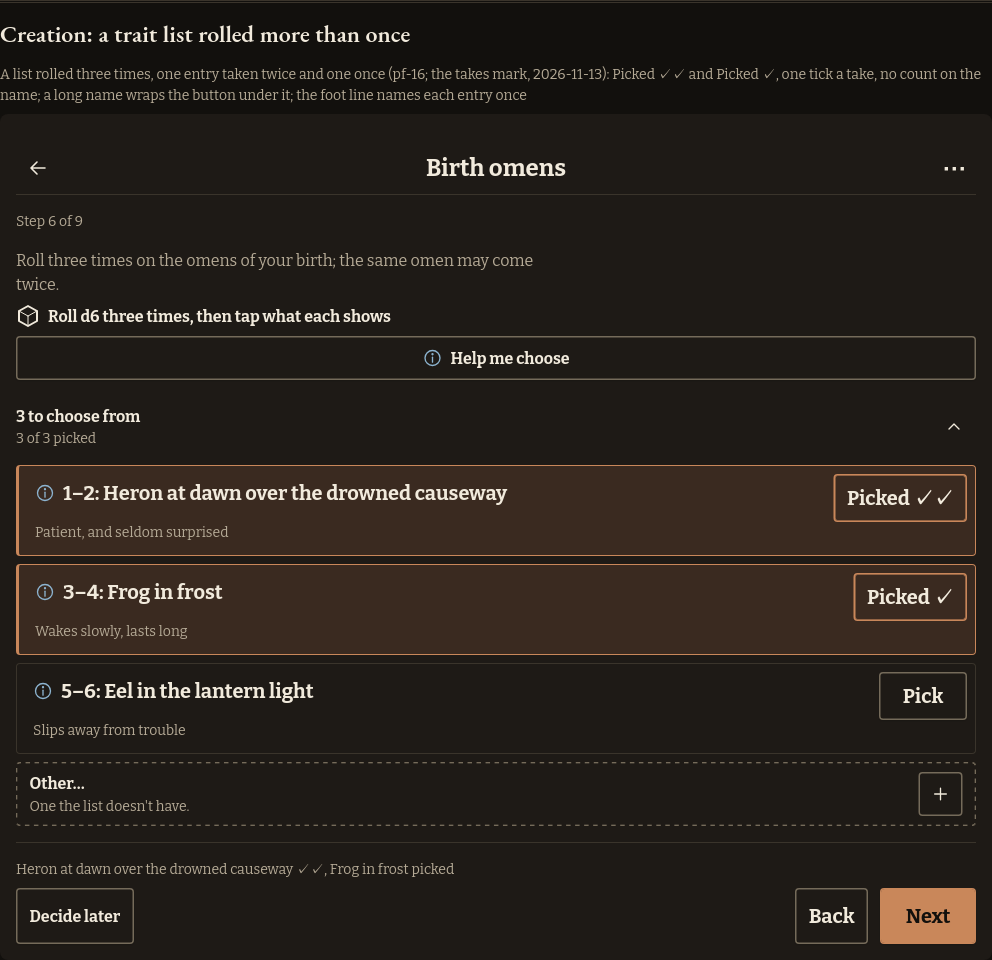 Creation: a trait list rolled more than once
A list rolled three times, one entry taken twice and one once (pf-16; the takes mark, 2026-11-13): Picked ✓✓ and Picked ✓, one tick a take, no count on the
name; a long name wraps the button under it; the foot line names each entry once
Birth omens
Step 6 of 9
Roll three times on the omens of your birth; the same omen may come
twice.
Roll d6 three times, then tap what each shows
Help me choose
3 to choose from
3 of 3 picked
1–2: Heron at dawn over the drowned causeway
Picked ✓✓
Patient, and seldom surprised
3–4: Frog in frost
Picked ✓
Wakes slowly, lasts long
5–6: Eel in the lantern light
Pick
Slips away from trouble
Other...
One the list doesn't have.
Heron at dawn over the drowned causeway ✓✓, Frog in frost picked
Decide later
Back
Next